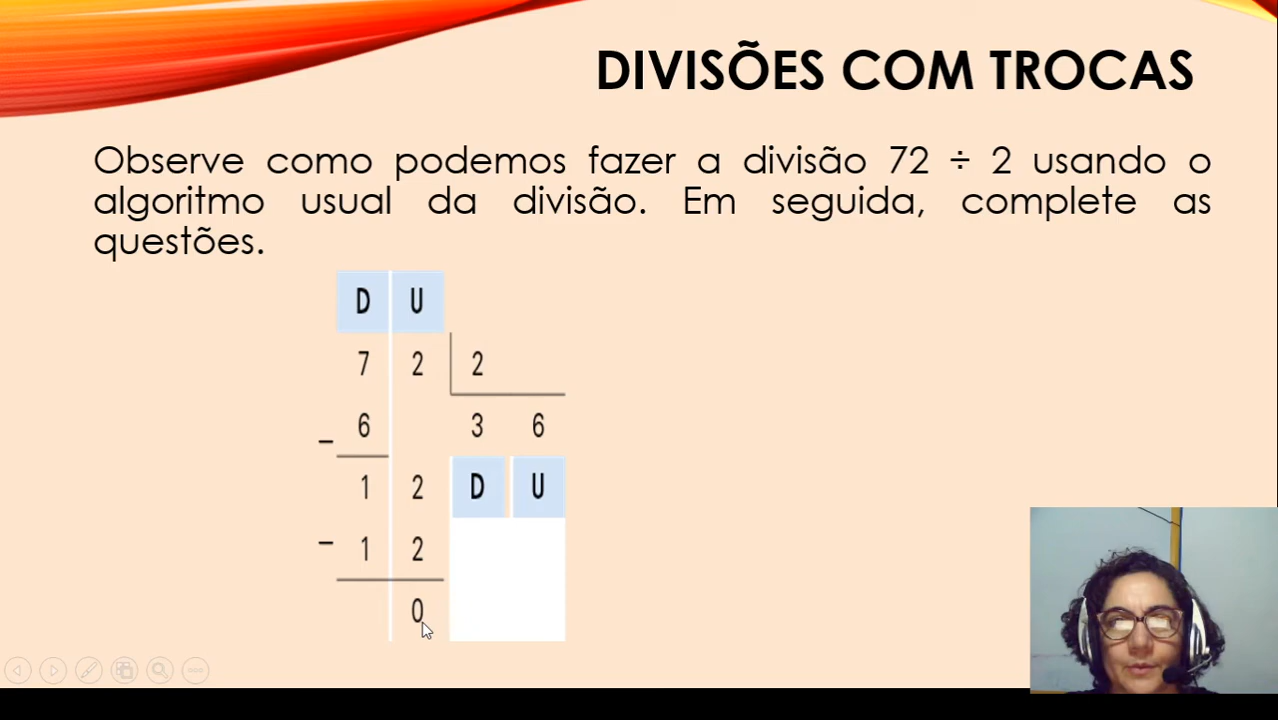 DIVISÕES COM TROCAS
Observe como podemos fazer a divisão 72 ÷ 2 usando o
algoritmo usual da divisão. Em seguida, complete as
questões.
D U
7 2 2
– 6 3 6
1 2 D U
– 1 2
0